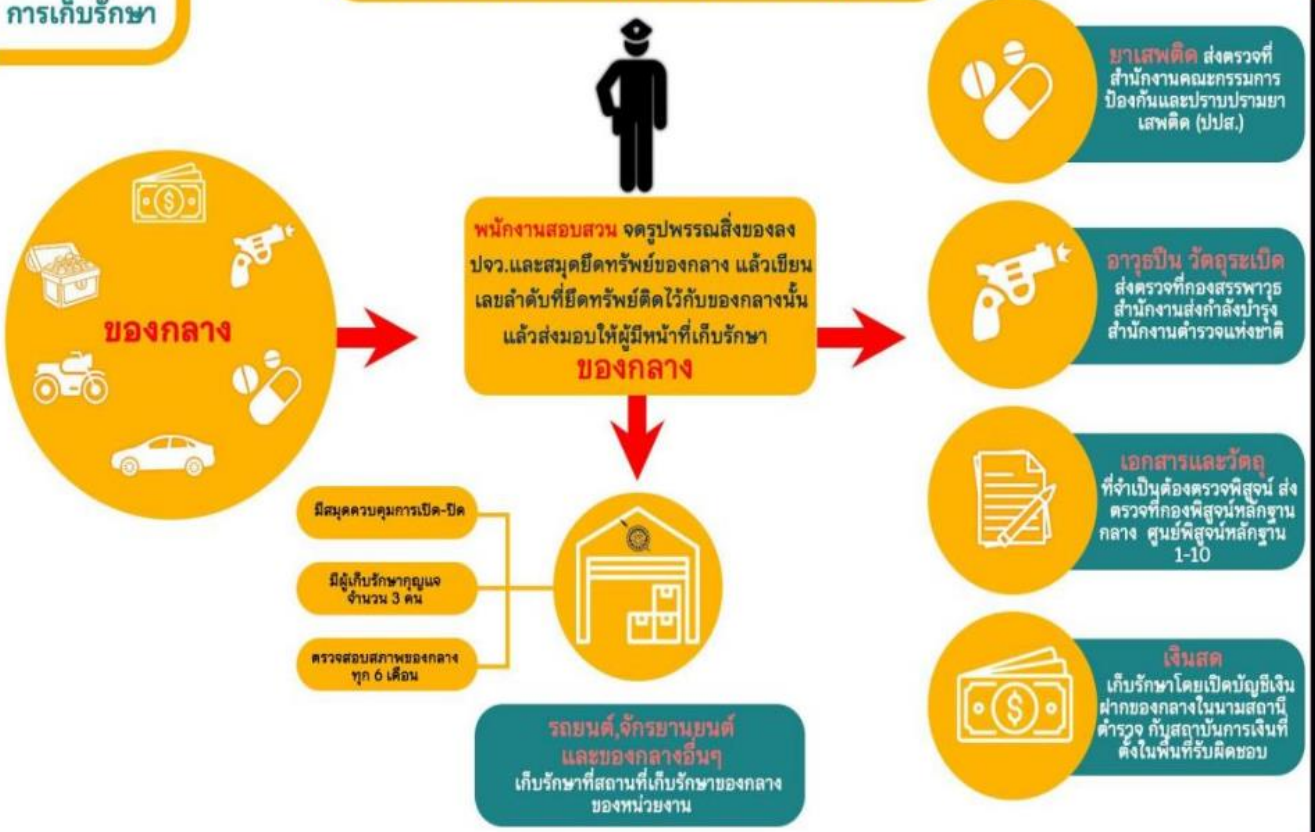 การเก็บรักษา
ของกลาง
พนักงานสอบสวน จดรูปพรรณสิ่งของลง
ปจว.และสมุดยึดทรัพย์ของกลาง แล้วเขียน
เลขลำดับที่ยึดทรัพย์ติดไว้กับของกลางนั้น
แล้วส่งมอบให้ผู้มีหน้าที่เก็บรักษา
ของกลาง
มีสมุดควบคุมการเปิด-ปิด
มีผู้เก็บรักษากุญแจ
จำนวน 3 คน
ตรวจสอบสภาพของกลาง
ทุก 6 เดือน
รถยนต์,จักรยานยนต์
และของกลางอื่นๆ
เก็บรักษาที่สถานที่เก็บรักษาของกลาง
ของหน่วยงาน
ยาเสพติด ส่งตรวจที่
สำนักงานคณะกรรมการ
ป้องกันและปราบปรามยา
เสพติด (ปปส.)
อาวุธปืน วัตถุระเบิด
ส่งตรวจที่กองสรรพาวุธ
สำนักงานส่งกำลังบำรุง
สำนักงานตำรวจแห่งชาติ
เอกสารและวัตถุ
ที่จำเป็นต้องตรวจพิสูจน์ ส่ง
ตรวจที่กองพิสูจน์หลักฐาน
กลาง ศูนย์พิสูจน์หลักฐาน
1-10
เงินสด
เก็บรักษาโดยเปิดบัญชีเงิน
ฝากของกลางในนามสถานี
ตำรวจ กับสถาบันการเงินที่
ตั้งในพื้นที่รับผิดชอบ